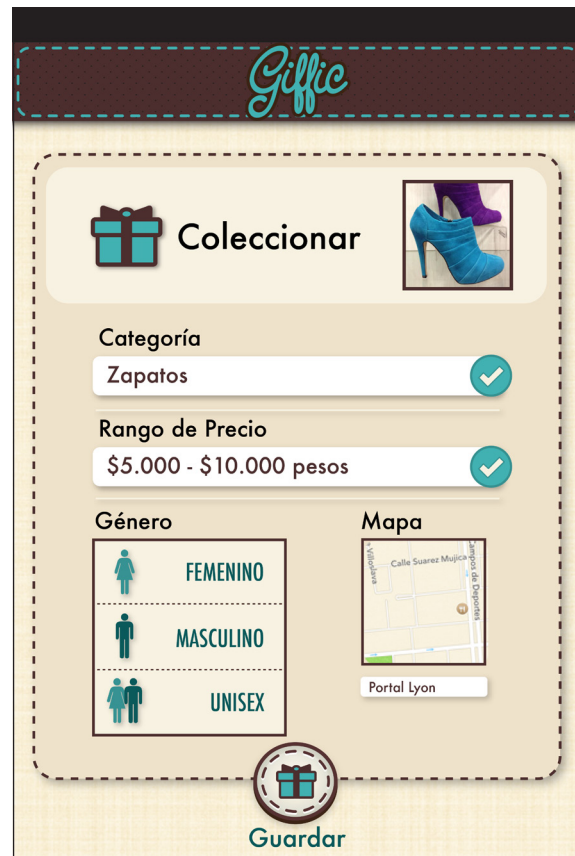 Giffic
Coleccionar
Categoría
Zapatos
Rango de Precio
$5.000 - $10.000 pesos
Género
Mapa
FEMENINO
MASCULINO
UNISEX
s Villoslava
Calle Suarez Mujica
Campos de Deportes
Portal Lyon
Guardar